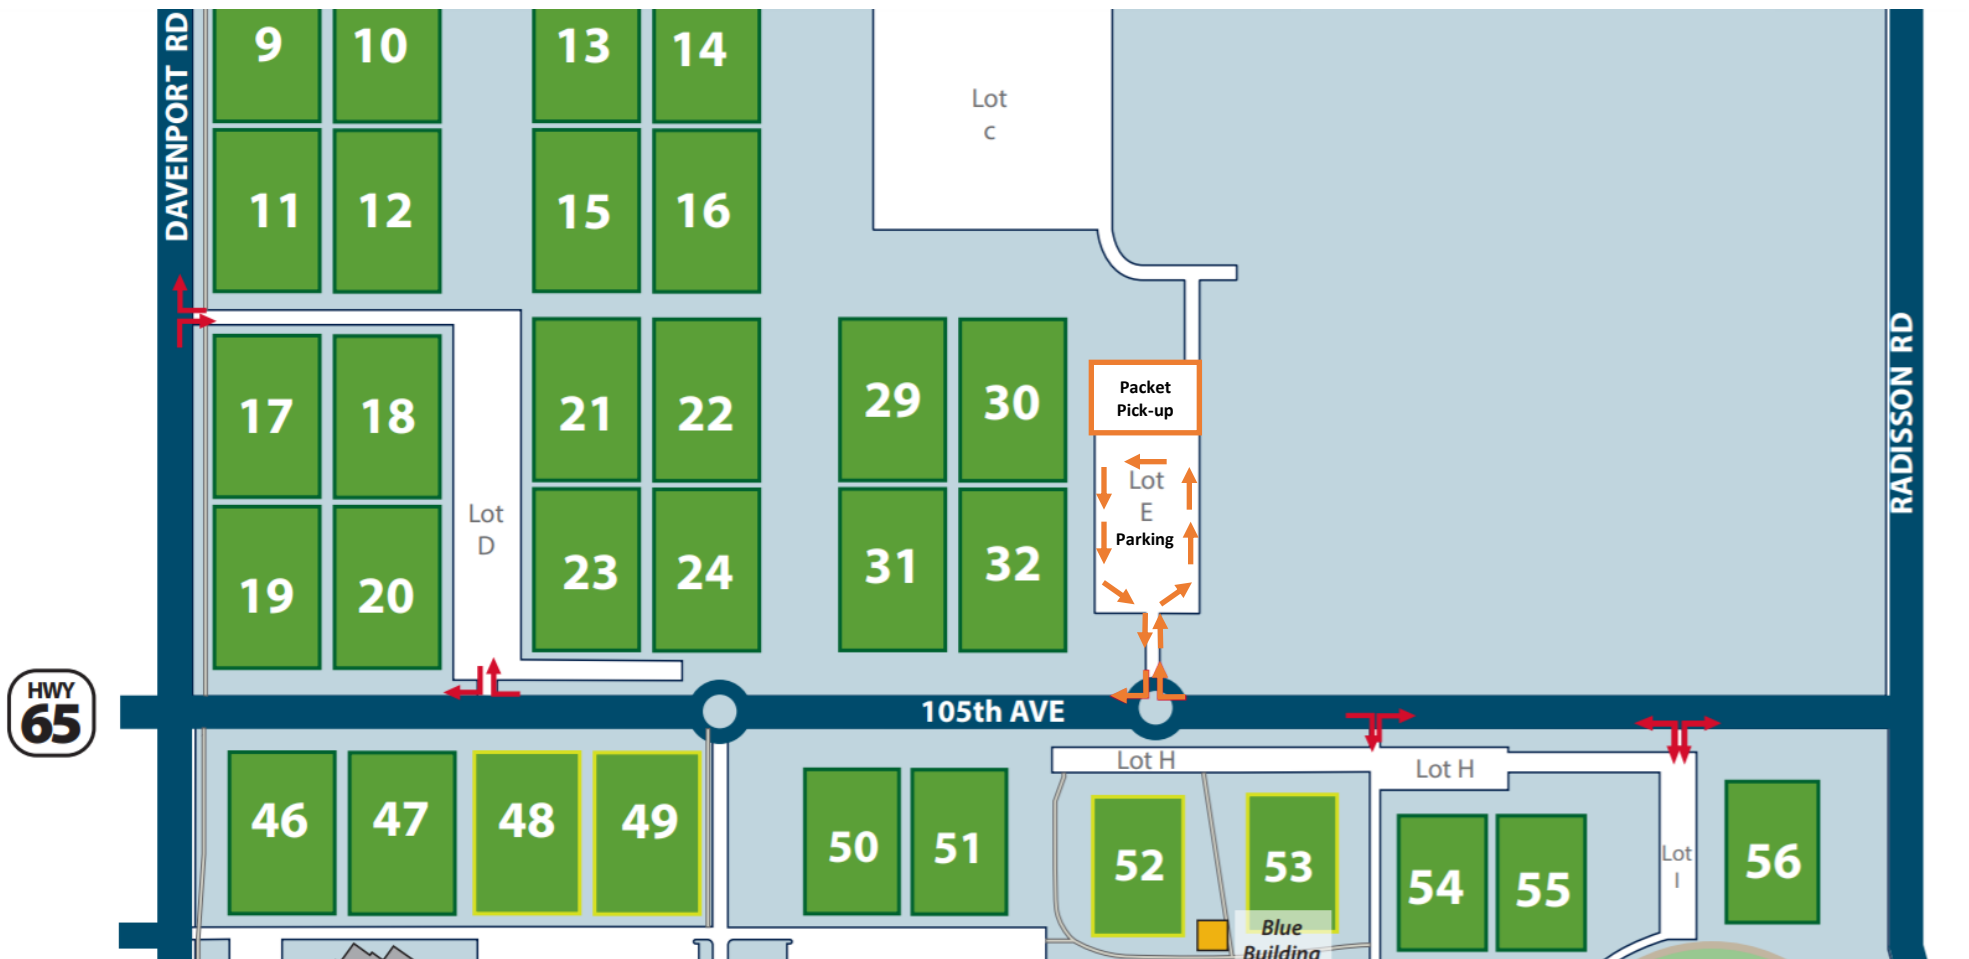 DAVENPORT RD
9
10
13
14
Lot
c
11
12
15
16
17
18
21
22
29
30
Packet
Pick-up
RADISSON RD
Lot
D
Lot
E
Parking
19
20
23
24
31
32
HWY
65
105th AVE
Lot H
Lot H
46
47
48
49
50
51
52
53
54
55
Lot
I
56
Blue
Building